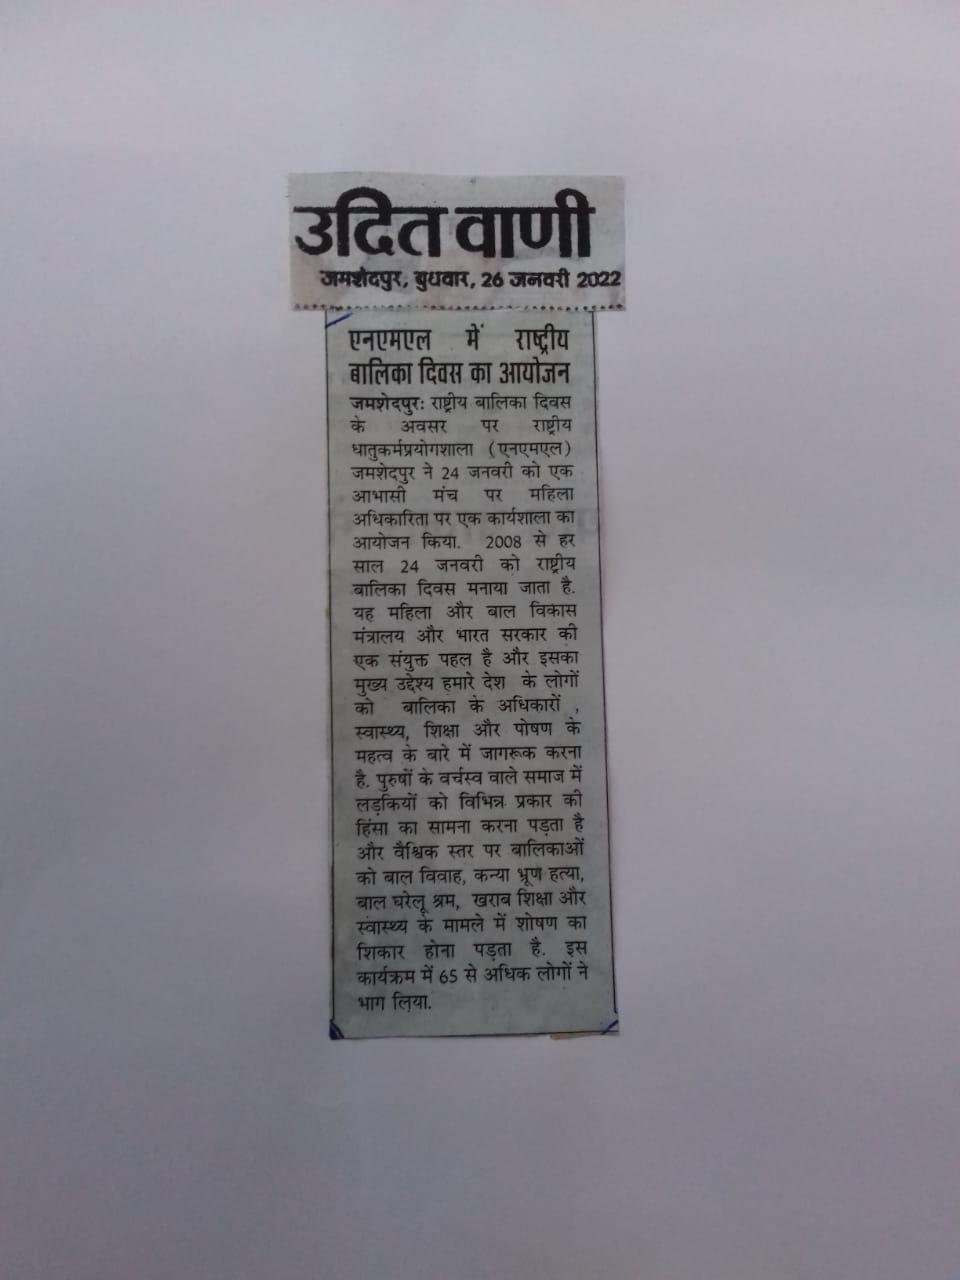 उदित वाणी
जमशेदपुर, बुधवार, 26 जनवरी 2022
एनएमएल में राष्ट्रीय
बालिका दिवस का आयोजन
जमशेदपुर: राष्ट्रीय बालिका दिवस
के अवसर पर राष्ट्रीय
धातुकर्मप्रयोगशाला (एनएमएल)
जमशेदपुर ने 24 जनवरी को एक
आभासी मंच पर महिला
अधिकारिता पर एक कार्यशाला का
आयोजन किया. 2008 से हर
साल 24 जनवरी को राष्ट्रीय
बालिका दिवस मनाया जाता है.
यह महिला और बाल विकास
मंत्रालय और भारत सरकार की
एक संयुक्त पहल है और इसका
मुख्य उद्देश्य हमारे देश के लोगों
को बालिका के अधिकारों ,
स्वास्थ्य, शिक्षा और पोषण के
महत्व के बारे में जागरूक करना
है. पुरुषों के वर्चस्व वाले समाज में
लड़कियों को विभिन्न प्रकार की
हिंसा का सामना करना पड़ता है
और वैश्विक स्तर पर बालिकाओं
को बाल विवाह, कन्या भ्रूण हत्या,
बाल घरेलू श्रम, खराब शिक्षा और
स्वास्थ्य के मामले में शोषण का
शिकार होना पड़ता है. इस
कार्यक्रम में 65 से अधिक लोगों ने
भाग लिया.